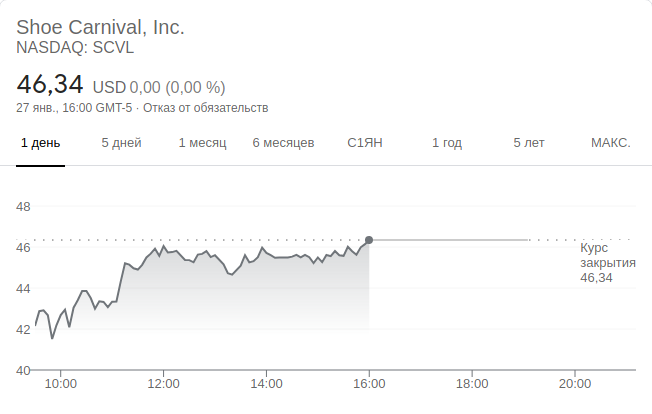 Shoe Carnival, Inc.
NASDAQ: SCVL
46,34 USD 0,00 (0,00 %)
27 янв., 16:00 GMT-5 · Отказ от обязательств
1 день 5 дней 1 месяц 6 месяцев С1ЯН 1 год 5 лет МАКС.
48
46
44
42
40
Курс
закрытия
46,34
10:00 12:00 14:00 16:00 18:00 20:00